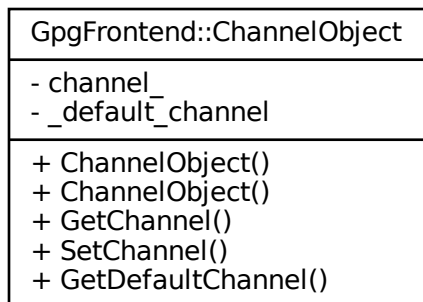 GpgFrontend::ChannelObject
- channel_
- _default_channel
+ ChannelObject()
+ ChannelObject()
+ GetChannel()
+ SetChannel()
+ GetDefaultChannel()